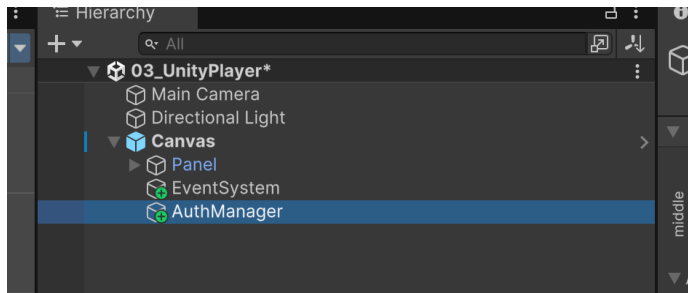 Hierarchy
All
03_UnityPlayer*
Main Camera
Directional Light
Canvas
Panel
EventSystem
AuthManager
middle